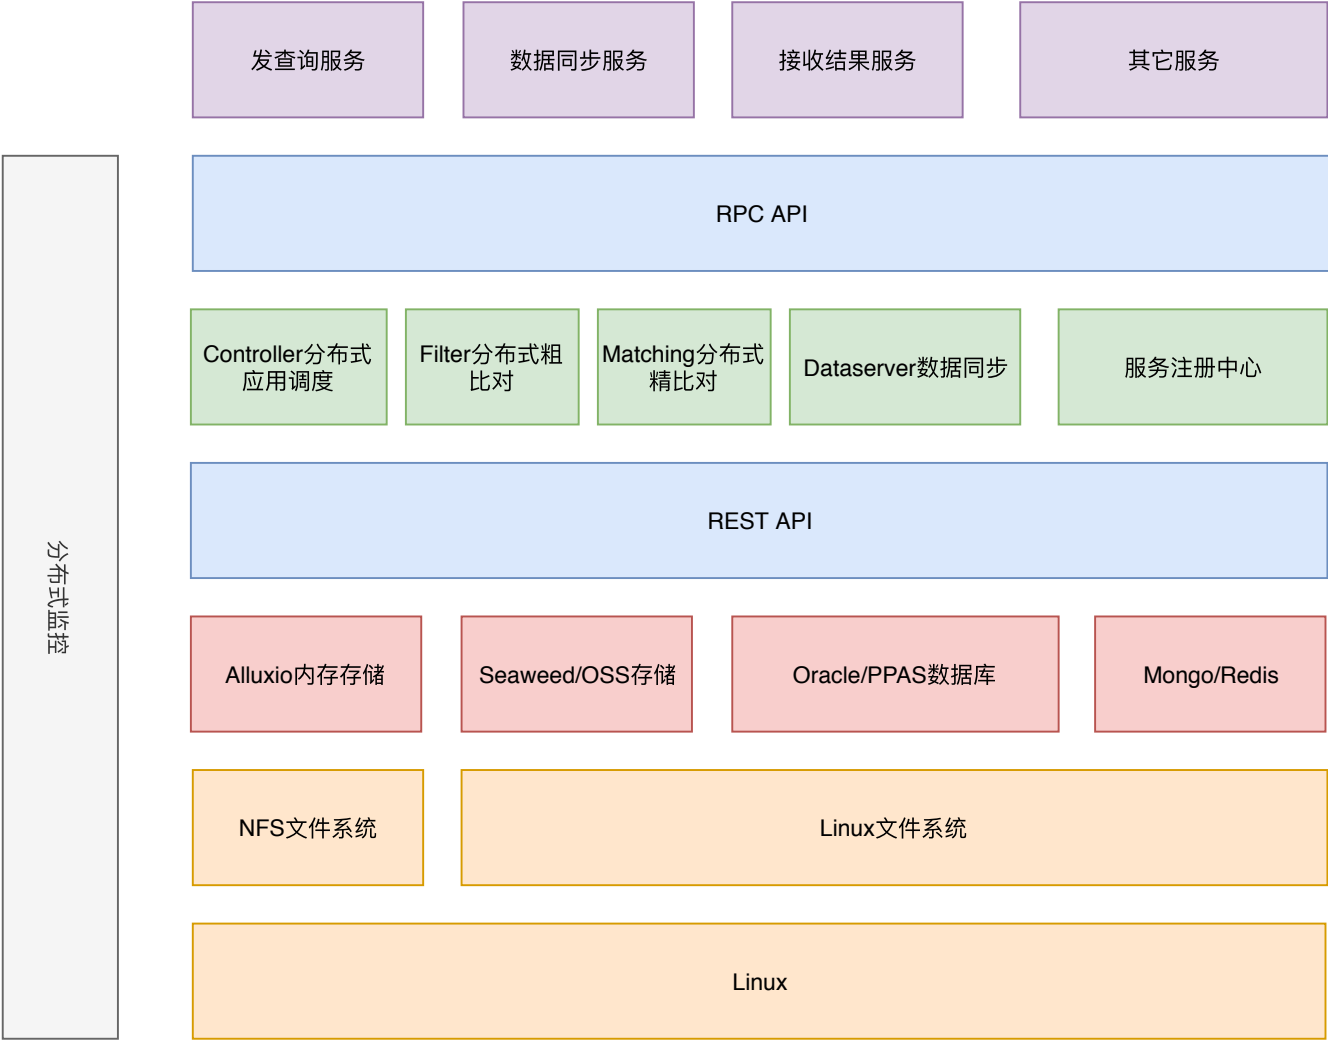 发查询服务
数据同步服务
接收结果服务
其它服务
RPC API
Controller分布式
应用调度
Filter分布式粗
比对
Matching分布式
精比对
Dataserver数据同步
服务注册中心
REST API
分布式监控
Alluxio内存存储
Seaweed/OSS存储
Oracle/PPAS数据库
Mongo/Redis
NFS文件系统
Linux文件系统
Linux